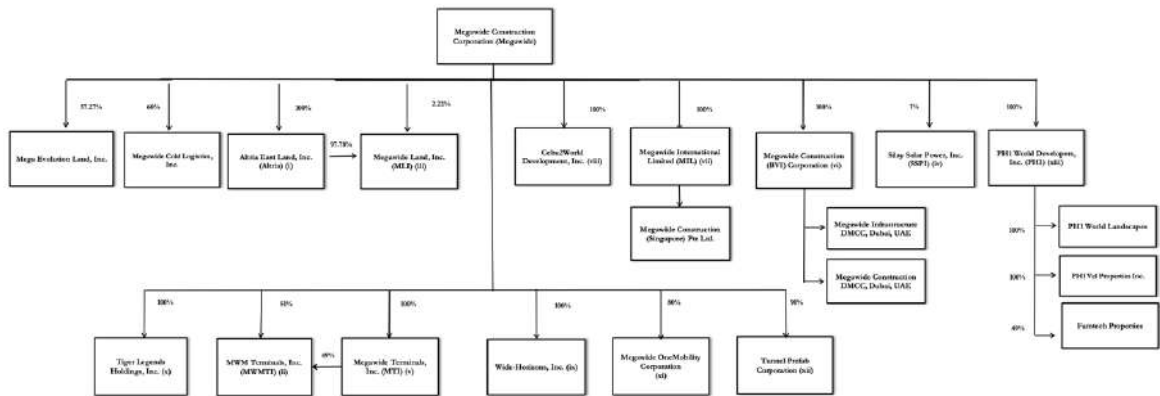 Megawide Construction
Corporation (Megawide)
57.27%
60%
100%
2.22%
100%
100%
100%
7%
100%
Mega Evolution Land, Inc.
Megawide Cold Logistics,
Inc.
Altria East Land, Inc.
(Altria) (i)
97.78%
Megawide Land, Inc.
(MLI) (iii)
Cebu2World
Development, Inc. (viii)
Megawide International
Limited (MIL) (vii)
Megawide Construction
(BVI) Corporation (vi)
Silay Solar Power, Inc.
(SSPI) (iv)
PH1 World Developers,
Inc. (PH1) (xiii)
Megawide Construction
(Singapore) Pte Ltd.
Megawide Infrastructure
DMCC, Dubai, UAE
Megawide Construction
DMCC, Dubai, UAE
100%
PH1 World Landscapes
100%
PH1 Properties Inc.
40%
Famtech Properties
100%
51%
100%
100%
80%
90%
Tiger Legends
Holdings, Inc. (x)
MWM Terminals, Inc.
(MWMTI) (ii)
49%
Megawide Terminals,
Inc. (MTI) (v)
Wide-Horizons, Inc. (ix)
Megawide OneMobility
Corporation
(xi)
Tunnel Prefab
Corporation (xii)